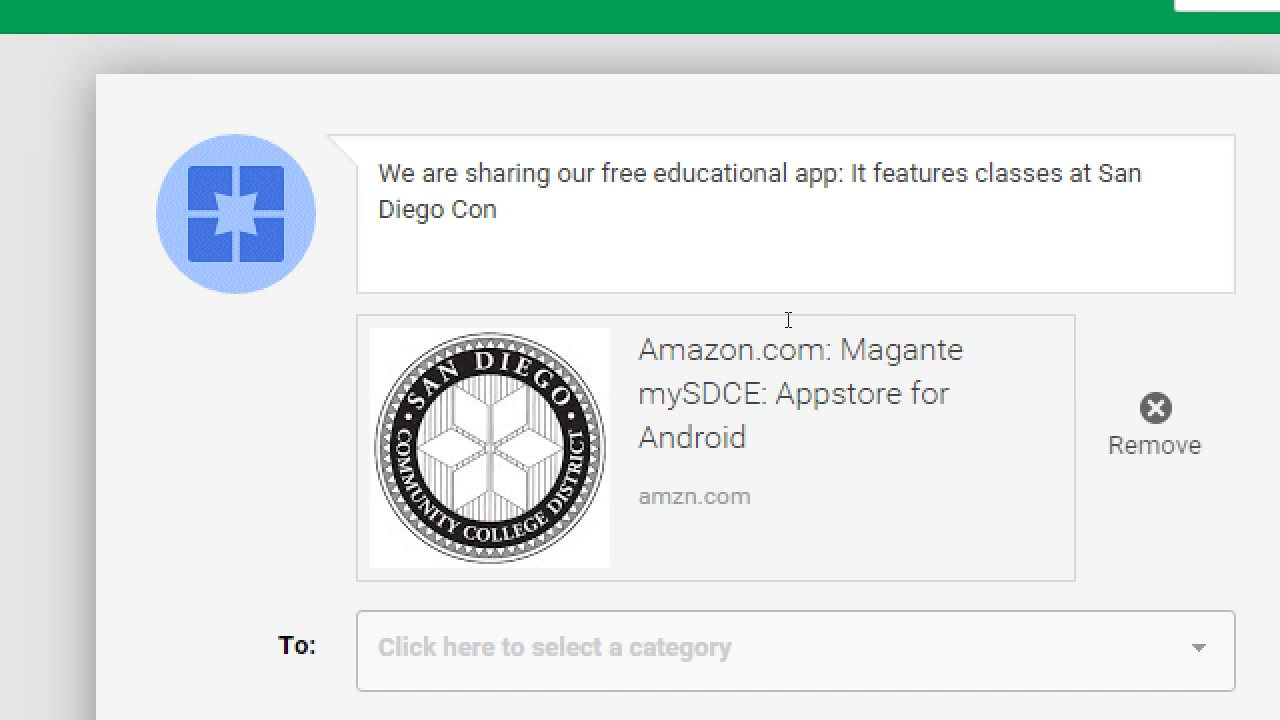 We are sharing our free educational app: It features classes at San
Diego Con
SAN DIEGO
COMMUNITY COLLEGE DISTRICT
Amazon.com: Magante
mySDCE: Appstore for
Android
amzn.com
Remove
To:
Click here to select a category